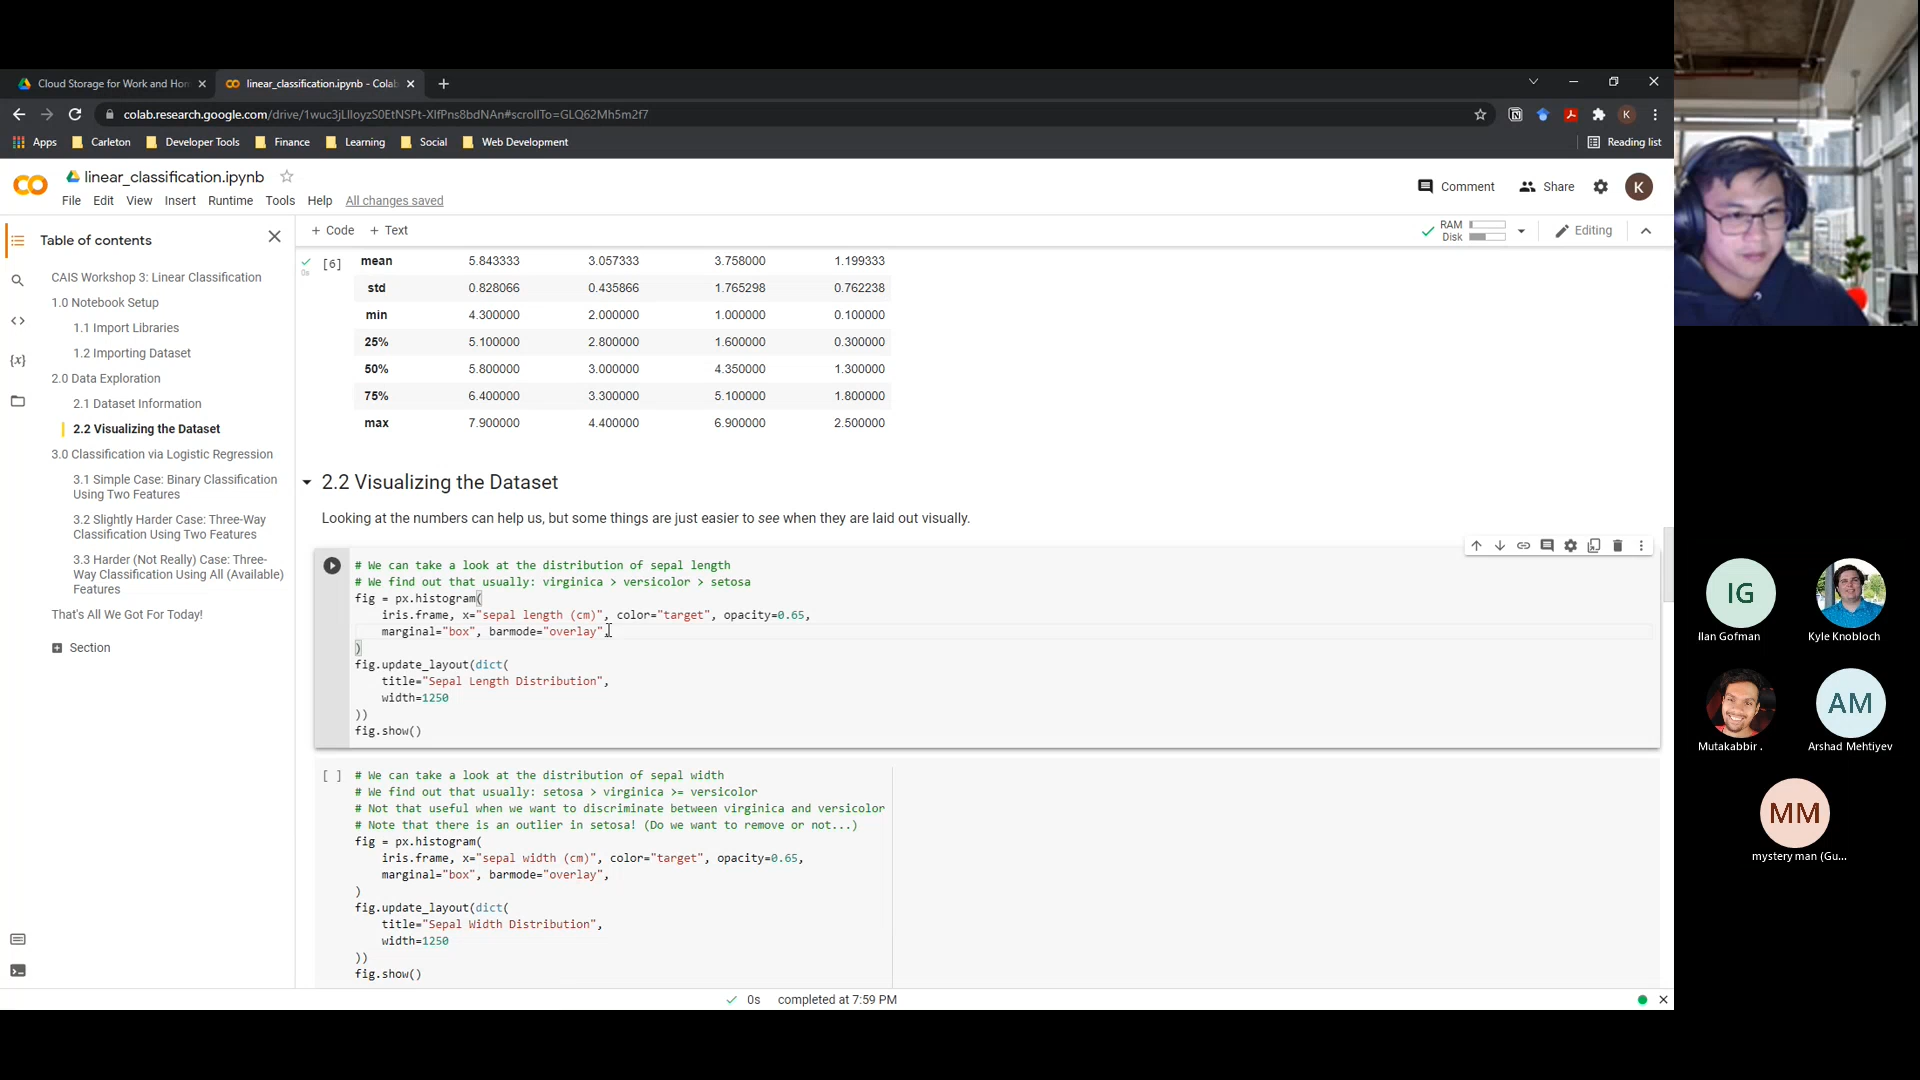 Cloud Storage for Work and Hom
linear_classification.ipynb - Colab
colab.research.google.com/drive/1wuc3jLlIoyzS0EtNSPt-XIfPns8bdNAn#scrollTo=GLQ62Mh5m2f7
Apps Carleton Developer Tools Finance Learning Social Web Development Reading list
linear_classification.ipynb
Comment Share K
File Edit View Insert Runtime Tools Help All changes saved
Table of contents
+ Code + Text
RAM
Disk
Editing
CAIS Workshop 3: Linear Classification
1.0 Notebook Setup
1.1 Import Libraries
1.2 Importing Dataset
2.0 Data Exploration
2.1 Dataset Information
2.2 Visualizing the Dataset
3.0 Classification via Logistic Regression
3.1 Simple Case: Binary Classification
Using Two Features
3.2 Slightly Harder Case: Three-Way
Classification Using Two Features
3.3 Harder (Not Really) Case: Three-
Way Classification Using All (Available)
Features
That's All We Got For Today!
Section
[6] mean 5.843333 3.057333 3.758000 1.199333
0s
std 0.828066 0.435866 1.765298 0.762238
min 4.300000 2.000000 1.000000 0.100000
25% 5.100000 2.800000 1.600000 0.300000
50% 5.800000 3.000000 4.350000 1.300000
75% 6.400000 3.300000 5.100000 1.800000
max 7.900000 4.400000 6.900000 2.500000
2.2 Visualizing the Dataset
Looking at the numbers can help us, but some things are just easier to see when they are laid out visually.
# We can take a look at the distribution of sepal length
# We find out that usually: virginica > versicolor > setosa
fig = px.histogram(
iris.frame, x="sepal length (cm)", color="target", opacity=0.65,
marginal="box", barmode="overlay",
)
fig.update_layout(dict(
title="Sepal Length Distribution",
width=1250
))
fig.show()
[ ] # We can take a look at the distribution of sepal width
# We find out that usually: setosa > virginica >= versicolor
# Not that useful when we want to discriminate between virginica and versicolor
# Note that there is an outlier in setosa! (Do we want to remove or not...)
fig = px.histogram(
iris.frame, x="sepal width (cm)", color="target", opacity=0.65,
marginal="box", barmode="overlay",
)
fig.update_layout(dict(
title="Sepal Width Distribution",
width=1250
))
fig.show()
0s completed at 7:59 PM
IG
Ilan Gofman
Kyle Knobloch
Mutakabbir .
AM
Arshad Mehtiyev
MM
mystery man (Gu...